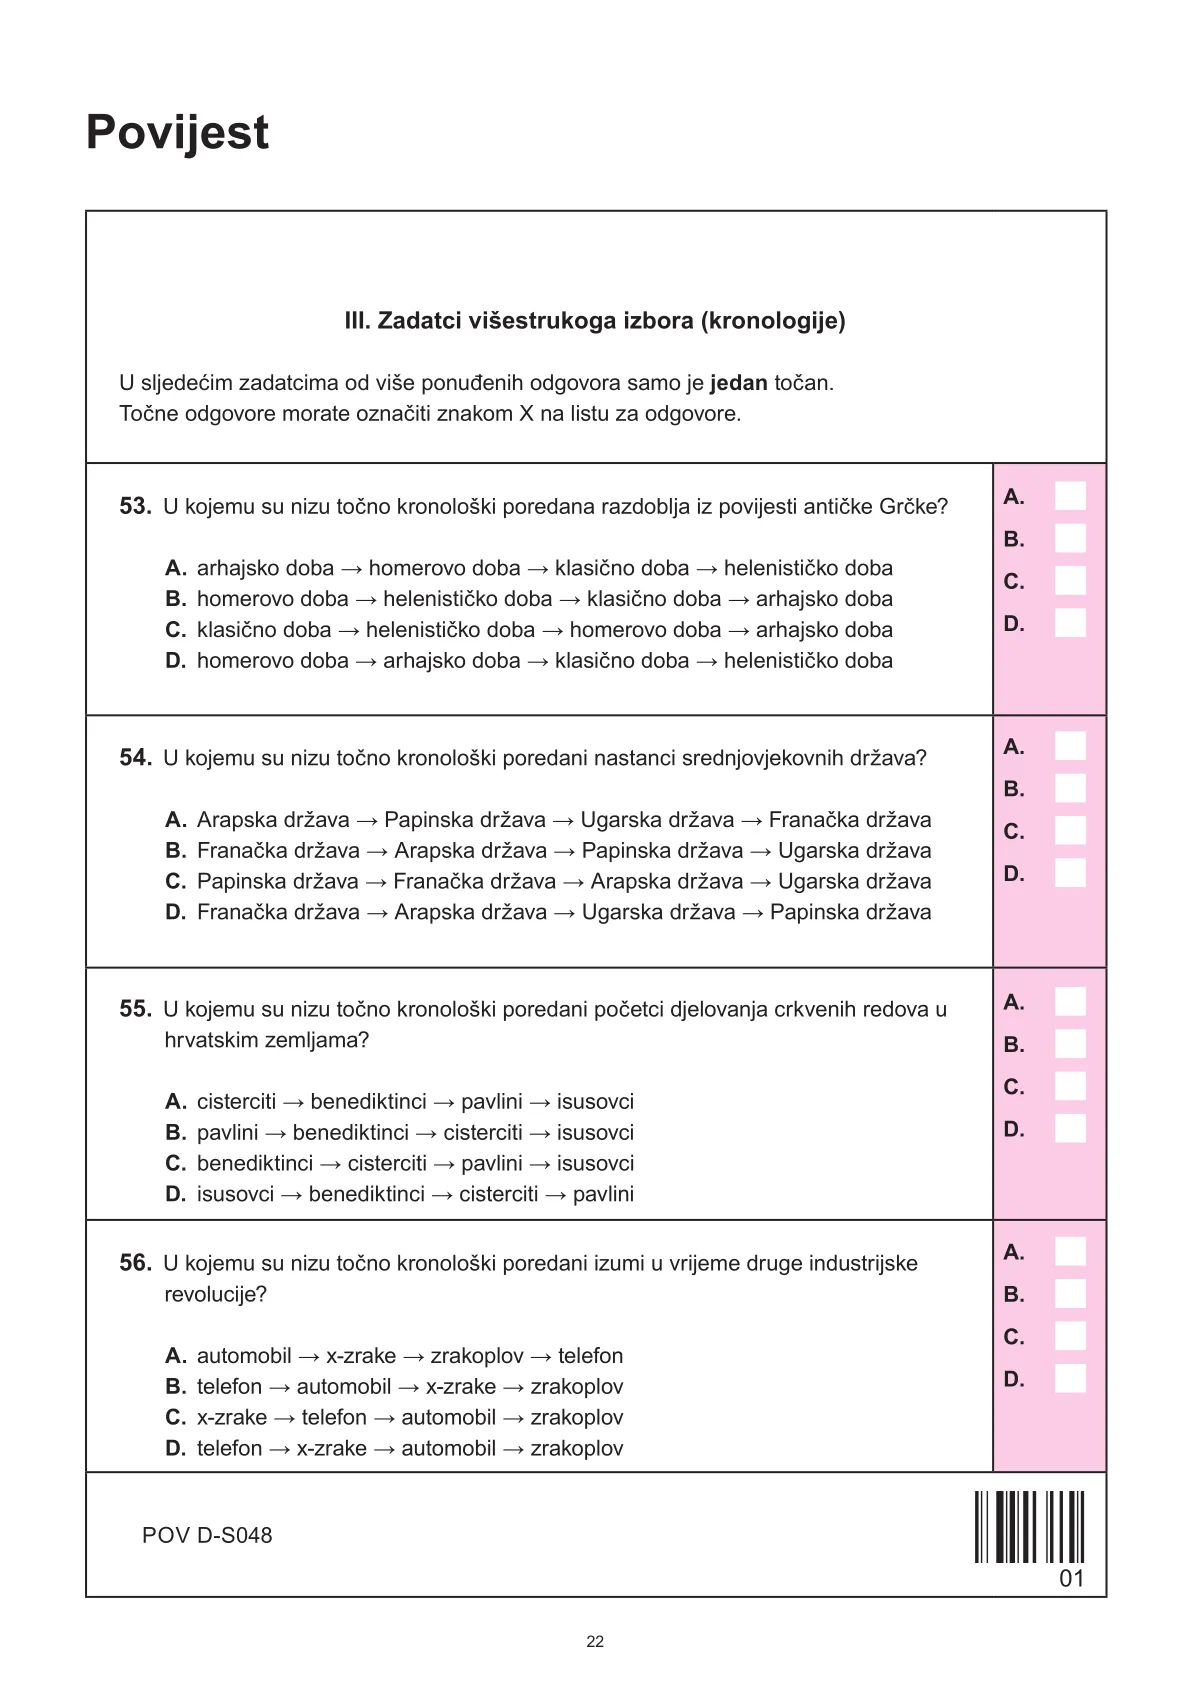 Povijest
III. Zadatci višestrukoga izbora (kronologije)
U sljedećim zadatcima od više ponuđenih odgovora samo je jedan točan.
Točne odgovore morate označiti znakom X na listu za odgovore.
53. U kojemu su nizu točno kronološki poredana razdoblja iz povijesti antičke Grčke?
A. arhajsko doba → homerovo doba → klasično doba → helenističko doba
B. homerovo doba → helenističko doba → klasično doba → arhajsko doba
C. klasično doba → helenističko doba → homerovo doba → arhajsko doba
D. homerovo doba → arhajsko doba → klasično doba → helenističko doba
A.
B.
C.
D.
54. U kojemu su nizu točno kronološki poredani nastanci srednjovjekovnih država?
A. Arapska država → Papinska država → Ugarska država → Franačka država
B. Franačka država → Arapska država → Papinska država → Ugarska država
C. Papinska država → Franačka država → Arapska država → Ugarska država
D. Franačka država → Arapska država → Ugarska država → Papinska država
A.
B.
C.
D.
55. U kojemu su nizu točno kronološki poredani početci djelovanja crkvenih redova u
hrvatskim zemljama?
A. cisterciti → benediktinci → pavlini → isusovci
B. pavlini → benediktinci → cisterciti → isusovci
C. benediktinci → cisterciti → pavlini → isusovci
D. isusovci → benediktinci → cisterciti → pavlini
A.
B.
C.
D.
56. U kojemu su nizu točno kronološki poredani izumi u vrijeme druge industrijske
revolucije?
A. automobil → x-zrake → zrakoplov → telefon
B. telefon → automobil → x-zrake → zrakoplov
C. x-zrake → telefon → automobil → zrakoplov
D. telefon → x-zrake → automobil → zrakoplov
A.
B.
C.
D.
POV D-S048
01
22